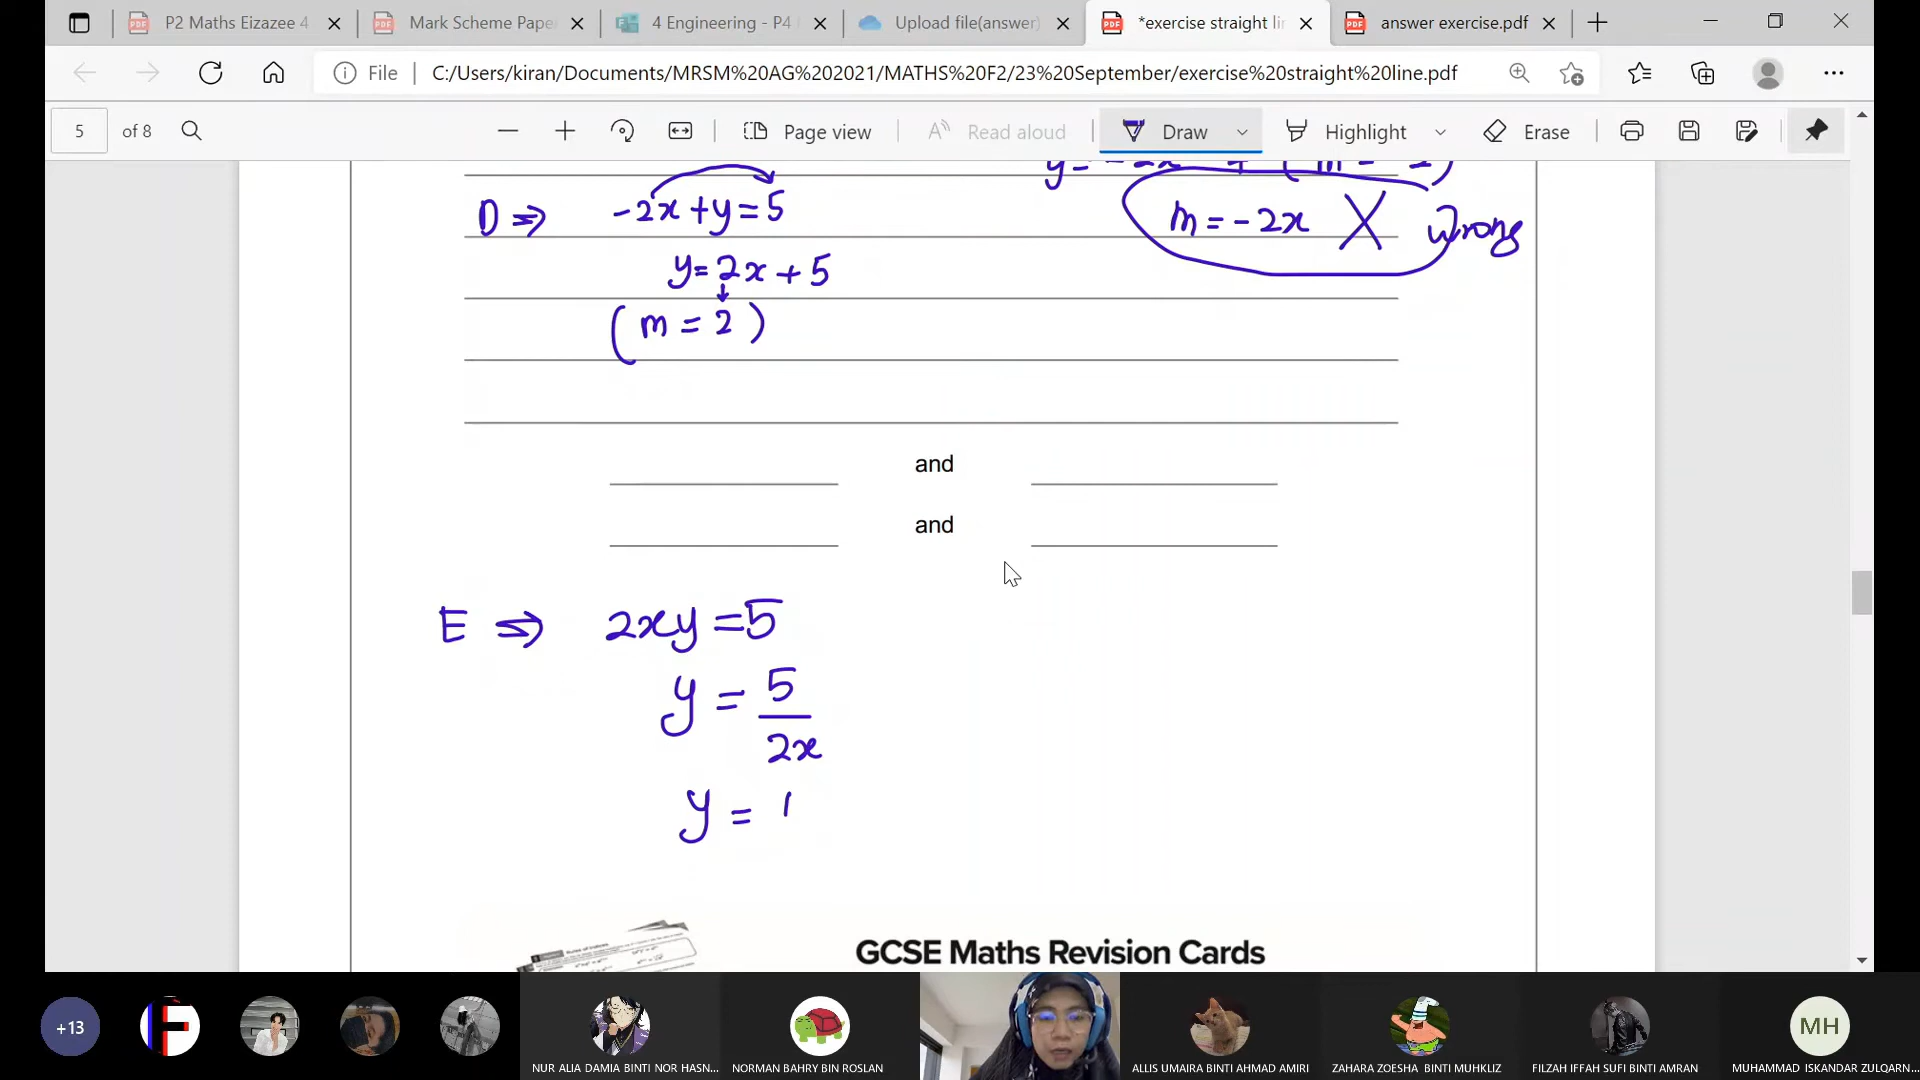 P2 Maths Eizazee 4
Mark Scheme Pape
4 Engineering - P4
Upload file(answer)
*exercise straight li
answer exercise.pdf
File
C:/Users/kiran/Documents/MRSM%20AG%202021/MATHS%20F2/23%20September/exercise%20straight%20line.pdf
5 of 8
Page view
Read aloud
Draw
Highlight
Erase
D ⇒ -2x + y = 5
y = 2x + 5
( m = 2 )
m = -2x X wrong
and
and
E ⇒ 2xy = 5
y = 5
2x
y =
GCSE Maths Revision Cards
+13
F
MH
NUR ALIA DAMIA BINTI NOR HASN...
NORMAN BAHRY BIN ROSLAN
ALLIS UMAIRA BINTI AHMAD AMIRI
ZAHARA ZOESHA BINTI MUHKLIZ
FILZAH IFFAH SUFI BINTI AMRAN
MUHAMMAD ISKANDAR ZULQARN...